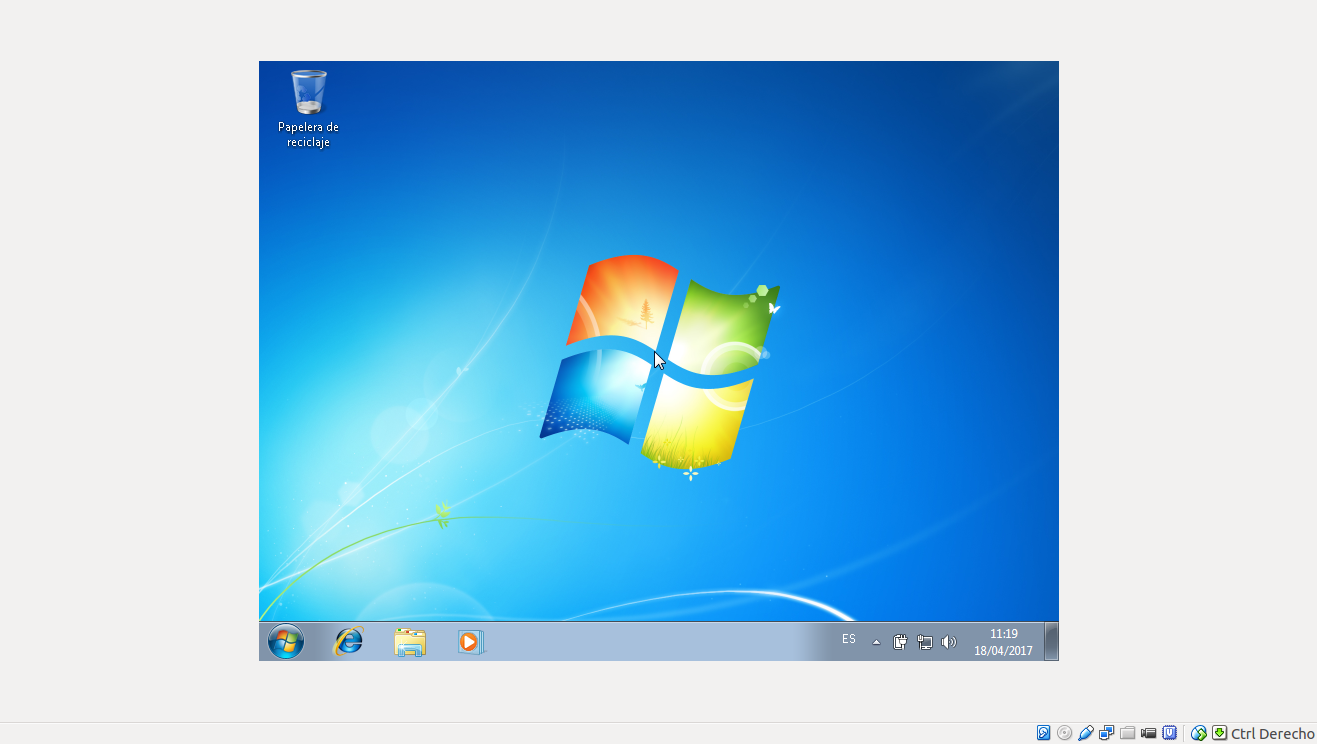 Papelera de
reciclaje
ES
11:19
18/04/2017
Ctrl Derecho